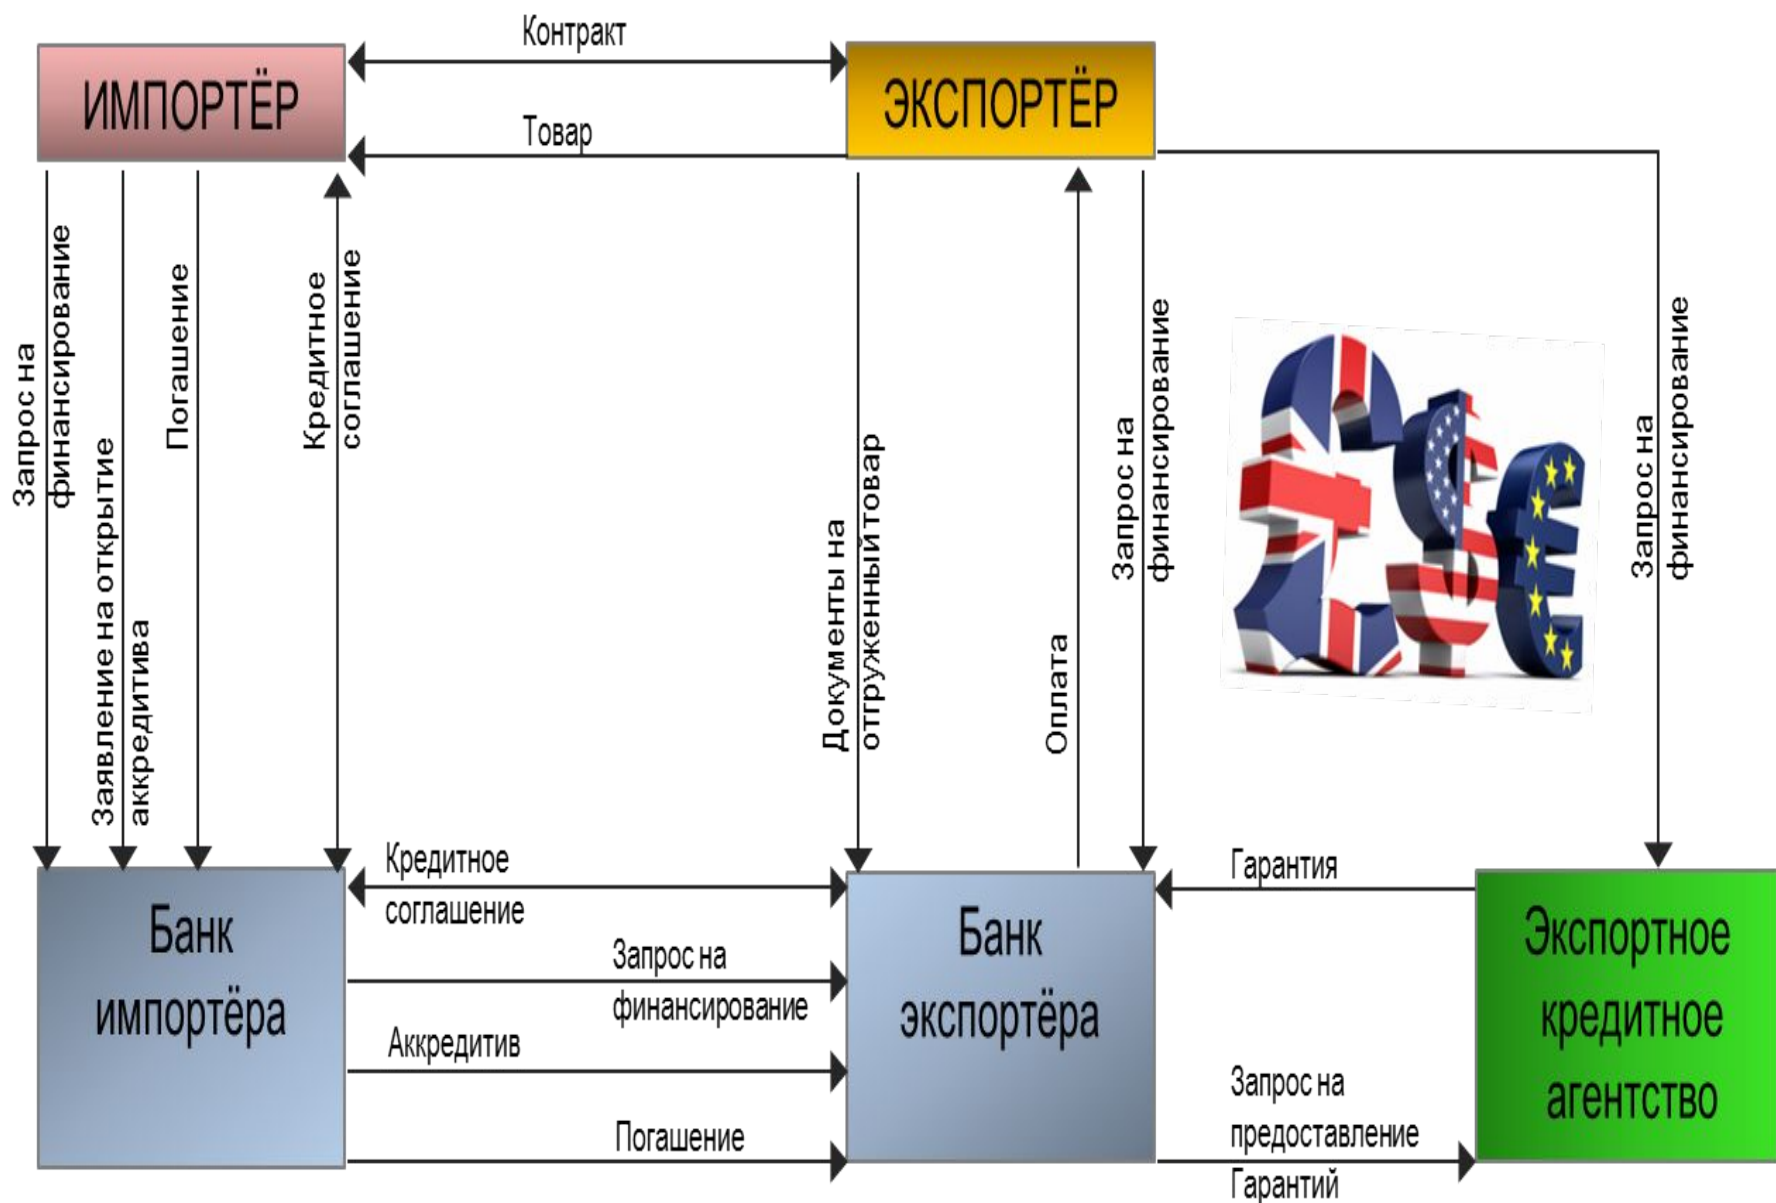 Контракт
ИМПОРТЁР
ЭКСПОРТЁР
Товар
Запрос на
финансирование
Заявление на открытие
аккредитива
Погашение
Кредитное
соглашение
Документы на
отгруженный товар
Оплата
Запрос на
финансирование
Запрос на
финансирование
Банк
импортёра
Кредитное
соглашение
Запрос на
финансирование
Аккредитив
Погашение
Банк
экспортёра
Гарантия
Запрос на
предоставление
Гарантий
Экспортное
кредитное
агентство